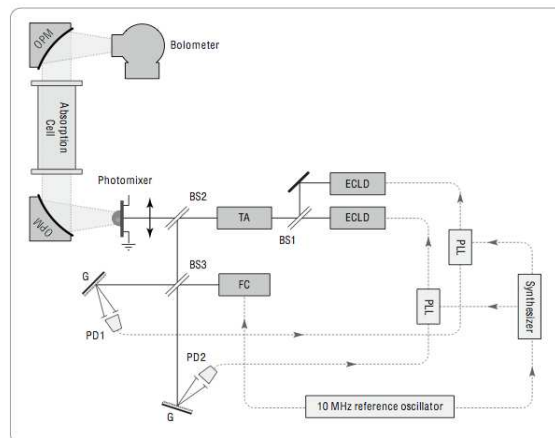 OPM
Bolometer
Absorption
Cell
Photomixer
OPM
BS2
TA
BS1
ECLD
ECLD
G
BS3
FC
PLL
PLL
Synthesizer
PD1
PD2
G
10 MHz reference oscillator